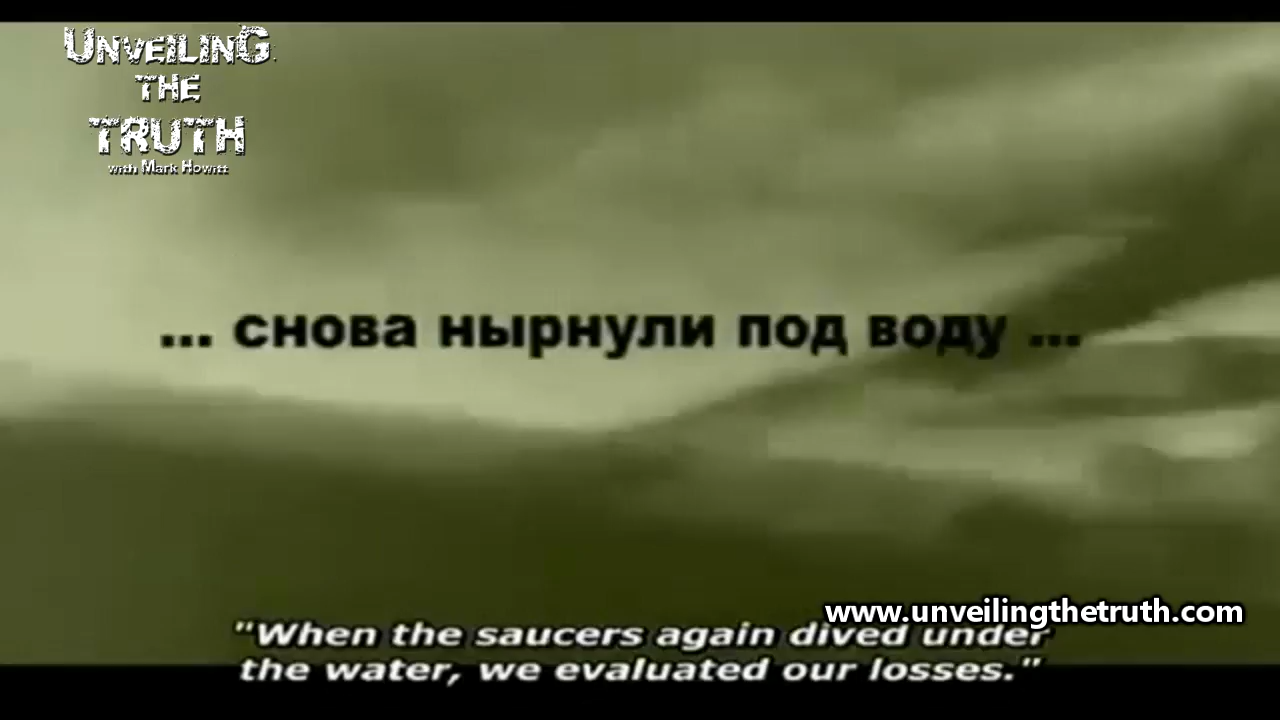 UNVEILING
THE
TRUTH
with Mark Howitt
... снова нырнули под воду ...
www.unveilingthetruth.com
"When the saucers again dived under
the water, we evaluated our losses."